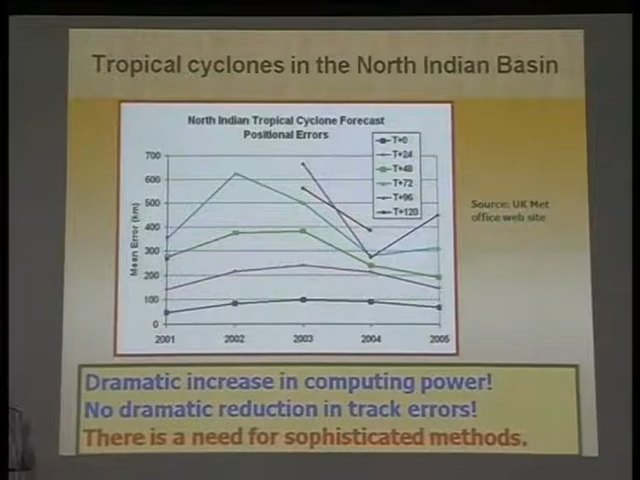 Tropical cyclones in the North Indian Basin
North Indian Tropical Cyclone Forecast
Positional Errors
700
600
500
400
300
200
100
0
Mean Error (km)
2001 2002 2003 2004 2005
T+0
T+24
T+48
T+72
T+96
T+120
Source: UK Met
office web site
Dramatic increase in computing power!
No dramatic reduction in track errors!
There is a need for sophisticated methods.